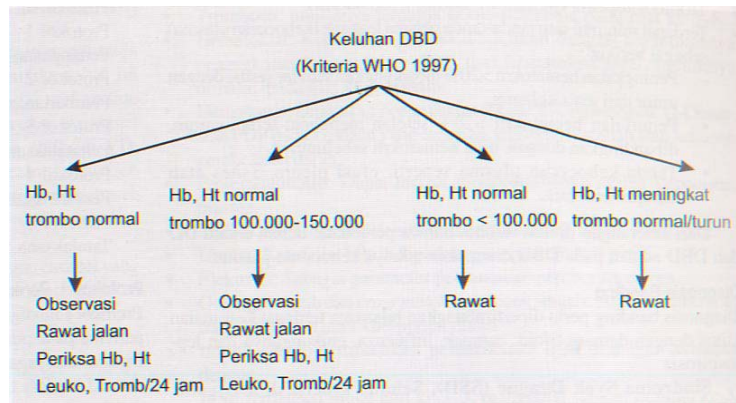 Keluhan DBD
(Kriteria WHO 1997)
Hb, Ht
trombo normal
Hb, Ht normal
trombo 100.000-150.000
Hb, Ht normal
trombo < 100.000
Hb, Ht meningkat
trombo normal/turun
Observasi
Rawat jalan
Periksa Hb, Ht
Leuko, Tromb/24 jam
Observasi
Rawat jalan
Periksa Hb, Ht
Leuko, Tromb/24 jam
Rawat
Rawat